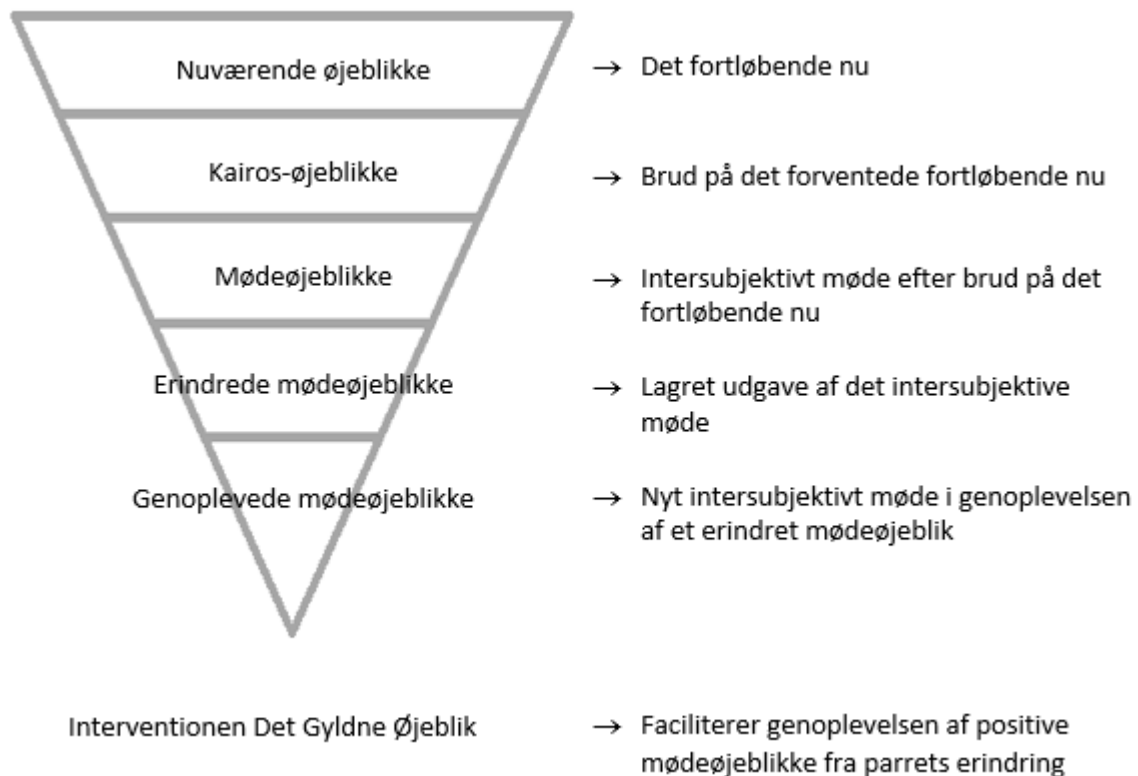 Nuværende øjeblikke → Det fortløbende nu
Kairos-øjeblikke → Brud på det forventede fortløbende nu
Mødeøjeblikke → Intersubjektivt møde efter brud på det
fortløbende nu
Erindrede mødeøjeblikke → Lagret udgave af det intersubjektive
møde
Genoplevede mødeøjeblikke → Nyt intersubjektivt møde i genoplevelsen
af et erindret mødeøjeblik
Interventionen Det Gyldne Øjeblik → Faciliterer genoplevelsen af positive
mødeøjeblikke fra parrets erindring